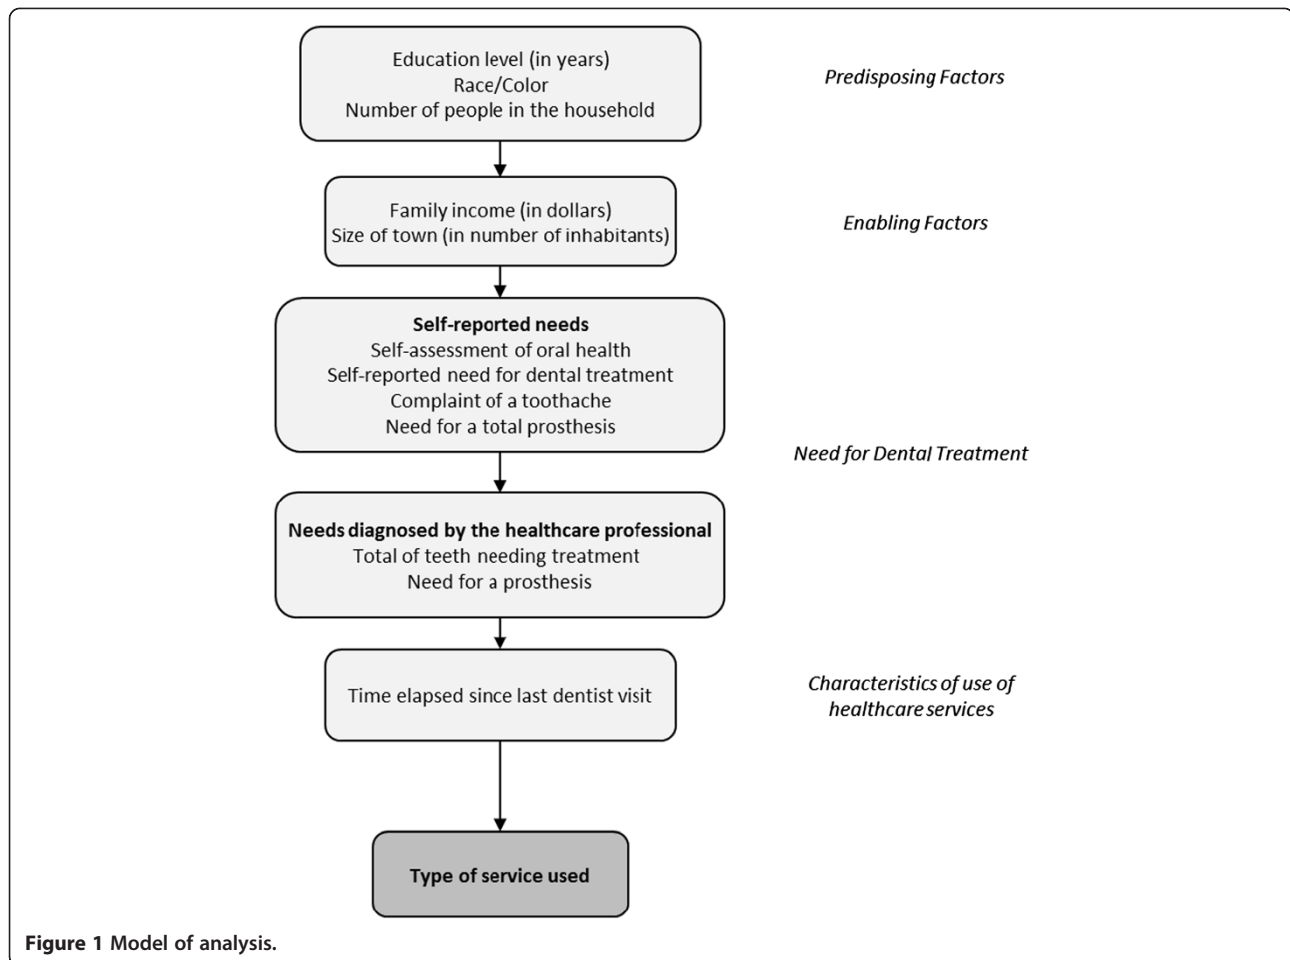 Education level (in years)
Race/Color
Number of people in the household
Predisposing Factors
Family income (in dollars)
Size of town (in number of inhabitants)
Enabling Factors
Self-reported needs
Self-assessment of oral health
Self-reported need for dental treatment
Complaint of a toothache
Need for a total prosthesis
Need for Dental Treatment
Needs diagnosed by the healthcare professional
Total of teeth needing treatment
Need for a prosthesis
Time elapsed since last dentist visit
Characteristics of use of
healthcare services
Type of service used
Figure 1 Model of analysis.